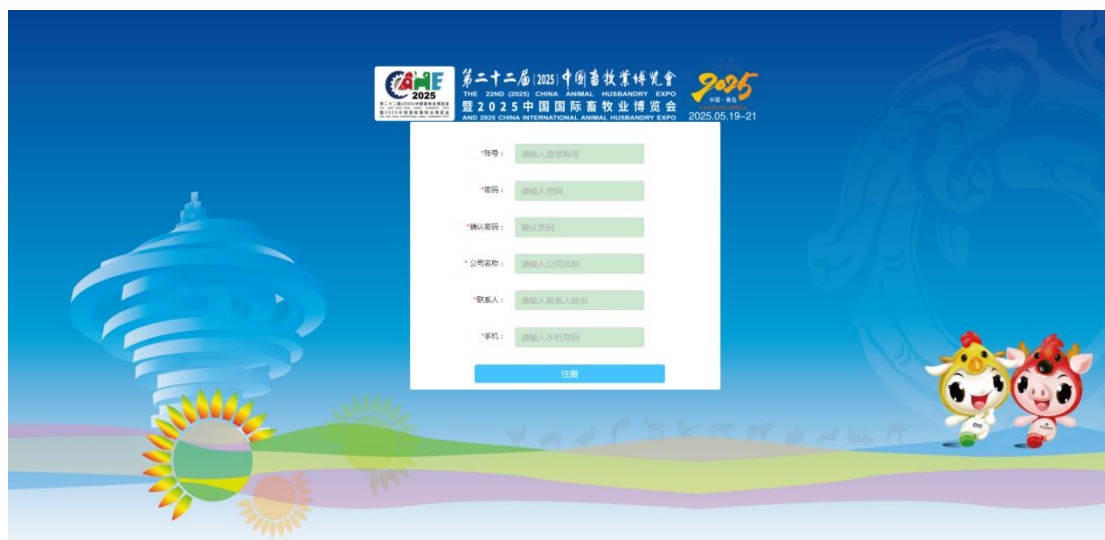 CAHE
2025
第二十二届(2025)中国畜牧业博览会
THE 22ND (2025) CHINA ANIMAL HUSBANDRY EXPO
暨2025中国国际畜牧业博览会
AND 2025 CHINA INTERNATIONAL ANIMAL HUSBANDRY EXPO
2025
中国·青岛
2025.05.19-21
*账号: 请输入登录账号
*密码: 请输入密码
*确认密码: 确认密码
*公司名称: 请输入公司名称
*联系人: 请输入联系人姓名
*手机: 请输入手机号码
注册